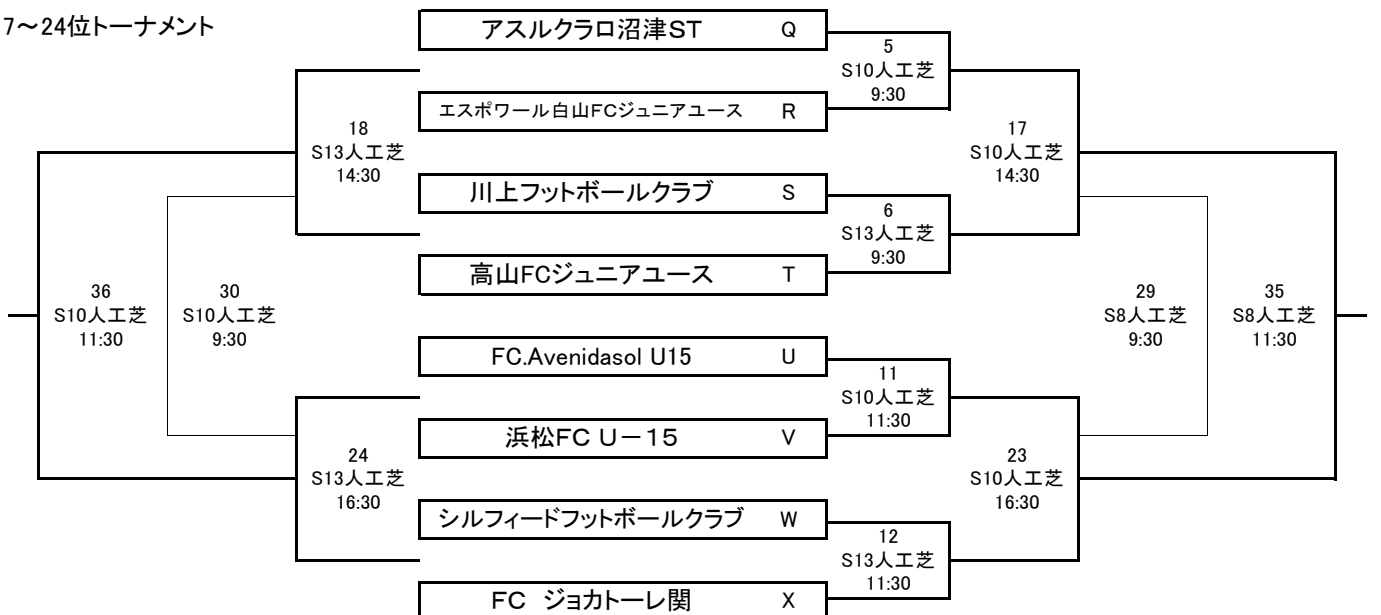 7～24位トーナメント
アスルクラロ沼津ST Q
5
S10人工芝
9:30
エスポワール白山FCジュニアユース R
18
S13人工芝
14:30
17
S10人工芝
14:30
川上フットボールクラブ S
6
S13人工芝
9:30
高山FCジュニアユース T
36
S10人工芝
11:30
30
S10人工芝
9:30
29
S8人工芝
9:30
35
S8人工芝
11:30
FC.Avenidasol U15 U
11
S10人工芝
11:30
浜松FC U－15 V
24
S13人工芝
16:30
23
S10人工芝
16:30
シルフィードフットボールクラブ W
12
S13人工芝
11:30
FC ジョカトーレ関 X